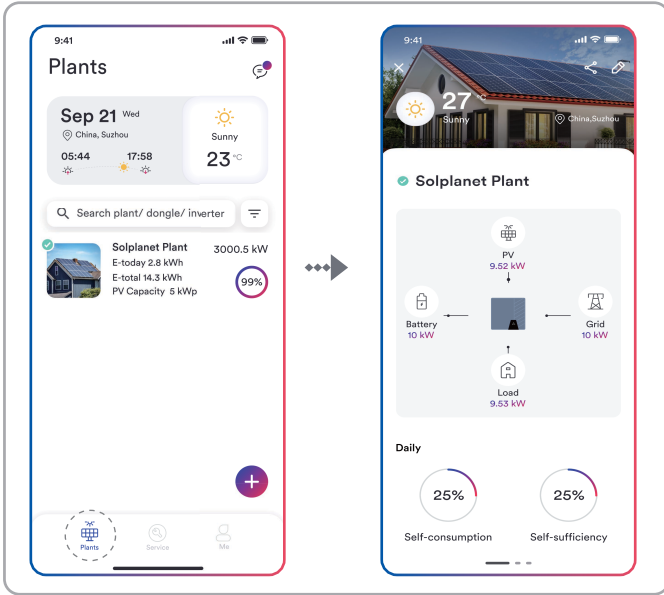 9:41
Plants
Sep 21 Wed
China, Suzhou
05:44 17:58
Sunny
23 °C
Search plant/ dongle/ inverter
Solplanet Plant 3000.5 kW
E-today 2.8 kWh
E-total 14.3 kWh
PV Capacity 5 kWp
99%
Plants Service Me
9:41
27 °C
Sunny
China,Suzhou
Solplanet Plant
PV
9.52 kW
Battery
10 kW
Grid
10 kW
Load
9.53 kW
Daily
25% 25%
Self-consumption Self-sufficiency